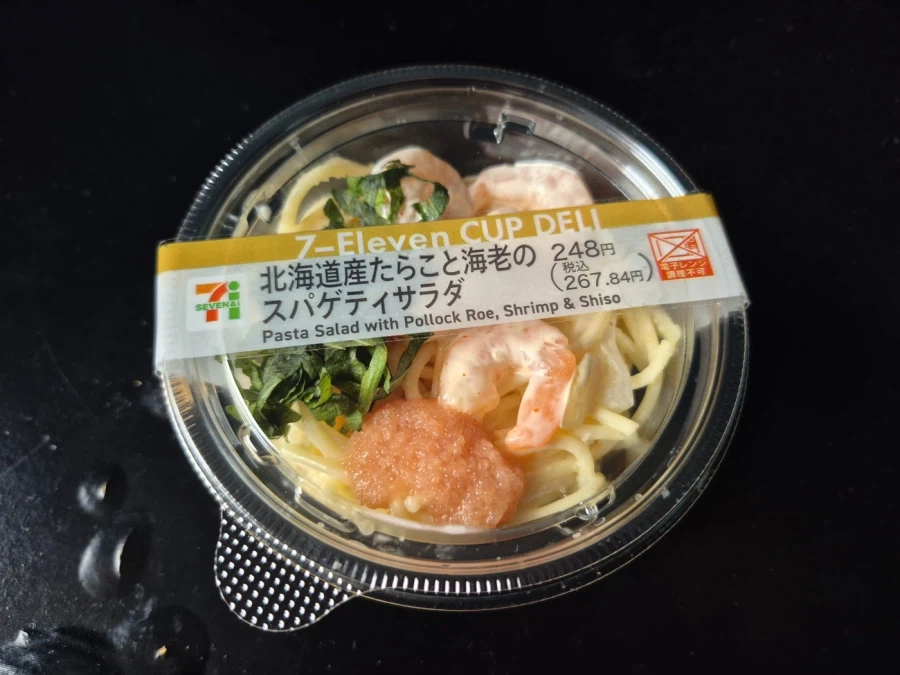 7-Eleven CUP DELI
北海道産たらこと海老の
スパゲティサラダ
248円
(税込
267.84円)
Pasta Salad with Pollock Roe, Shrimp & Shiso
SEVEN&i
電子レンジ
調理不可